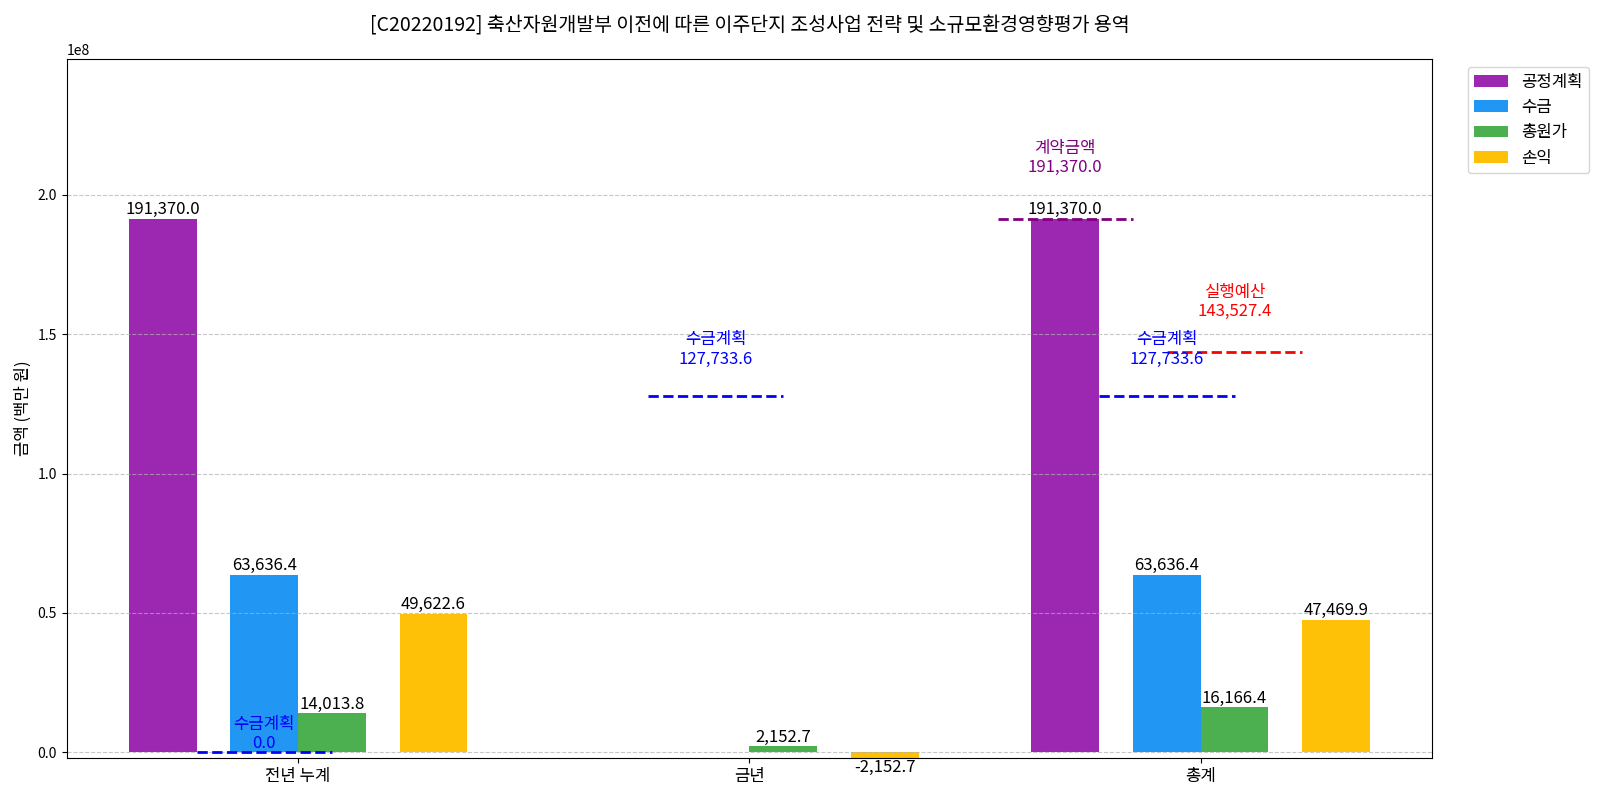 [C20220192] 축산자원개발부 이전에 따른 이주단지 조성사업 전략 및 소규모환경영향평가 용역
1e8
금액 (백만 원)
2.0
1.5
1.0
0.5
0.0
191,370.0
63,636.4
14,013.8
49,622.6
수금계획
0.0
수금계획
127,733.6
2,152.7
-2,152.7
계약금액
191,370.0
191,370.0
실행예산
143,527.4
수금계획
127,733.6
63,636.4
16,166.4
47,469.9
전년 누계
금년
총계
공정계획
수금
총원가
손익